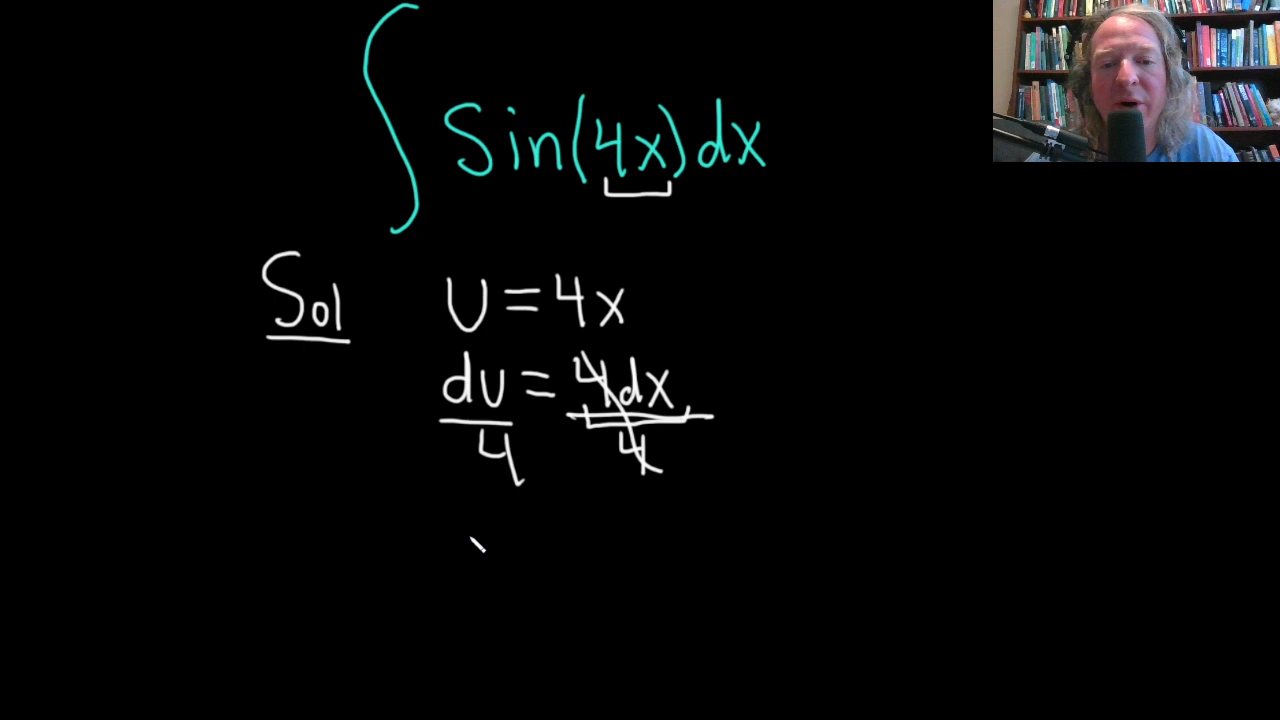 ∫ Sin(4x)dx
Sol U = 4x
du = 4dx
4 4